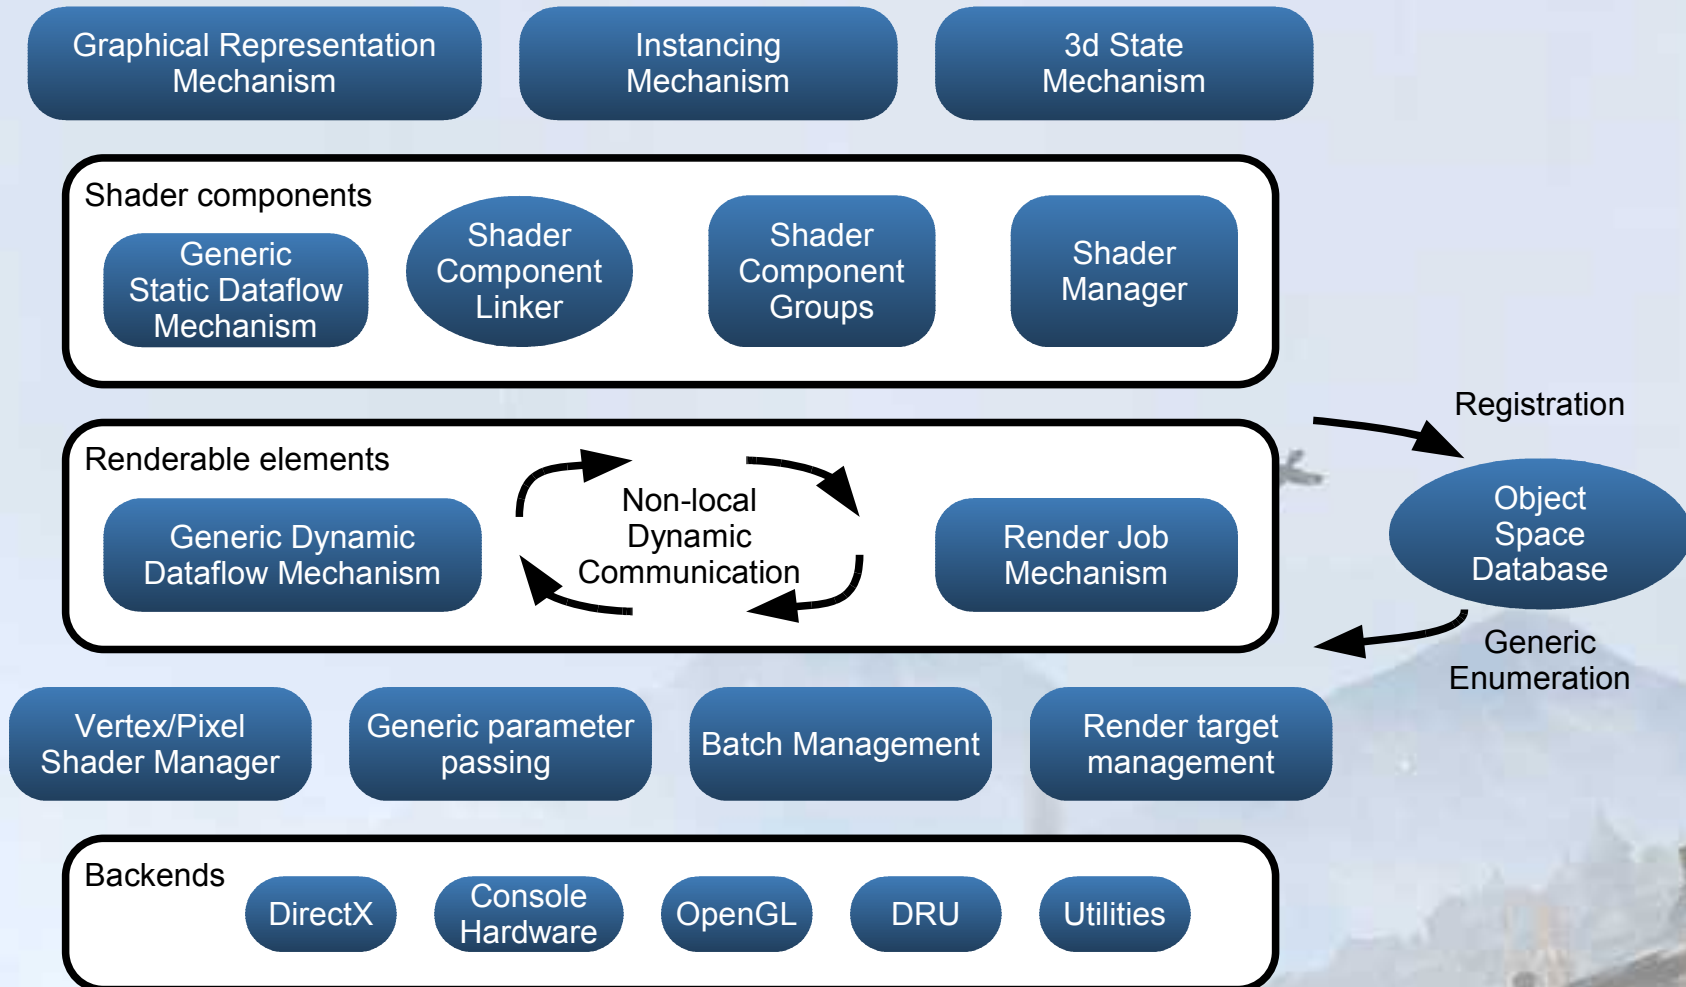 Graphical Representation
Mechanism
Instancing
Mechanism
3d State
Mechanism
Shader components
Generic
Static Dataflow
Mechanism
Shader
Component
Linker
Shader
Component
Groups
Shader
Manager
Registration
Renderable elements
Generic Dynamic
Dataflow Mechanism
Non-local
Dynamic
Communication
Render Job
Mechanism
Object
Space
Database
Generic
Enumeration
Vertex/Pixel
Shader Manager
Generic parameter
passing
Batch Management
Render target
management
Backends
DirectX
Console
Hardware
OpenGL
DRU
Utilities